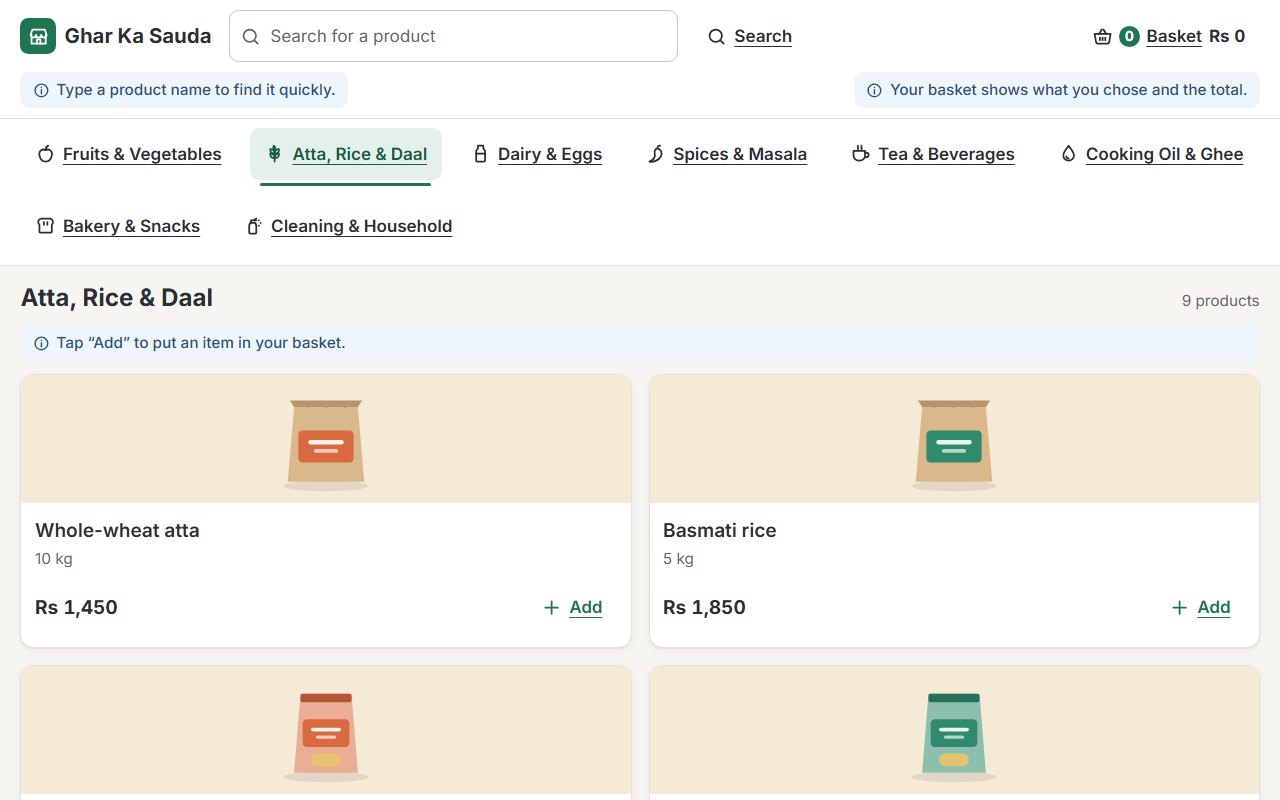 Ghar Ka Sauda
Search for a product
Search
0 Basket Rs 0
Type a product name to find it quickly.
Your basket shows what you chose and the total.
Fruits & Vegetables
Atta, Rice & Daal
Dairy & Eggs
Spices & Masala
Tea & Beverages
Cooking Oil & Ghee
Bakery & Snacks
Cleaning & Household
Atta, Rice & Daal
9 products
Tap “Add” to put an item in your basket.
Whole-wheat atta
10 kg
Rs 1,450
Add
Basmati rice
5 kg
Rs 1,850
Add